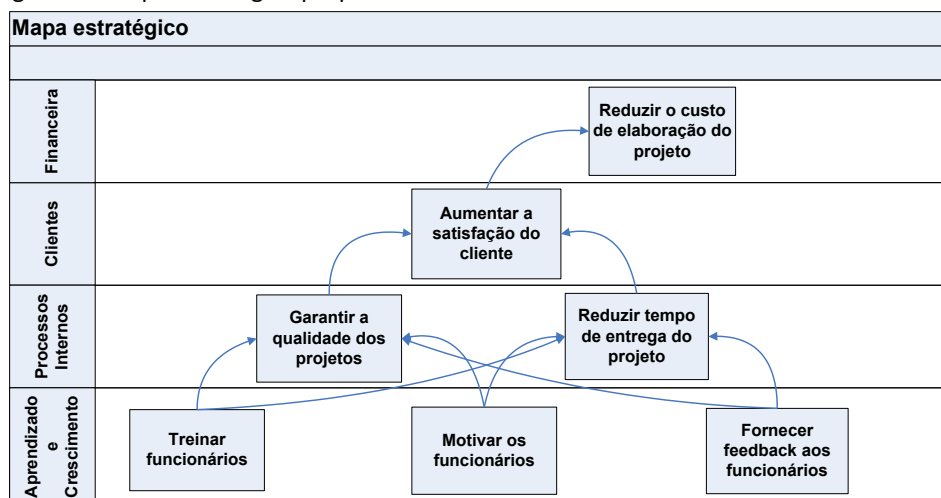 Mapa estratégico
Financeira
Reduzir o custo
de elaboração do
projeto
Clientes
Aumentar a
satisfação do
cliente
Processos
Internos
Garantir a
qualidade dos
projetos
Reduzir tempo
de entrega do
projeto
Aprendizado
e
Crescimento
Treinar
funcionários
Motivar os
funcionários
Fornecer
feedback aos
funcionários